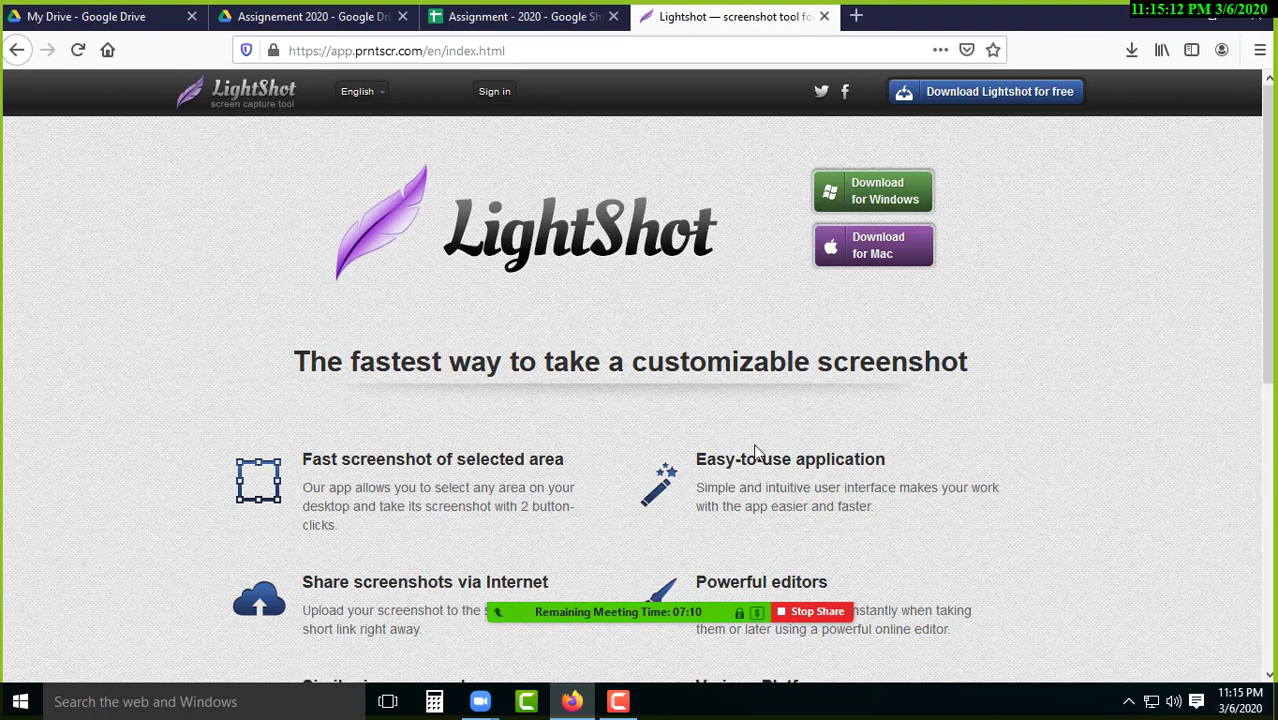 11:15:12 PM 3/6/2020
My Drive - Google Drive
Assignement 2020 - Google Dri
Assignment - 2020 - Google Sh
Lightshot — screenshot tool fo
https://app.prntscr.com/en/index.html
LightShot
screen capture tool
English
Sign in
Download Lightshot for free
LightShot
Download
for Windows
Download
for Mac
The fastest way to take a customizable screenshot
Fast screenshot of selected area
Our app allows you to select any area on your
desktop and take its screenshot with 2 button-
clicks.
Easy-to-use application
Simple and intuitive user interface makes your work
with the app easier and faster.
Share screenshots via Internet
Upload your screenshot to the
short link right away.
Powerful editors
instantly when taking
them or later using a powerful online editor.
Remaining Meeting Time: 07:10
Stop Share
Search the web and Windows
11:15 PM
3/6/2020